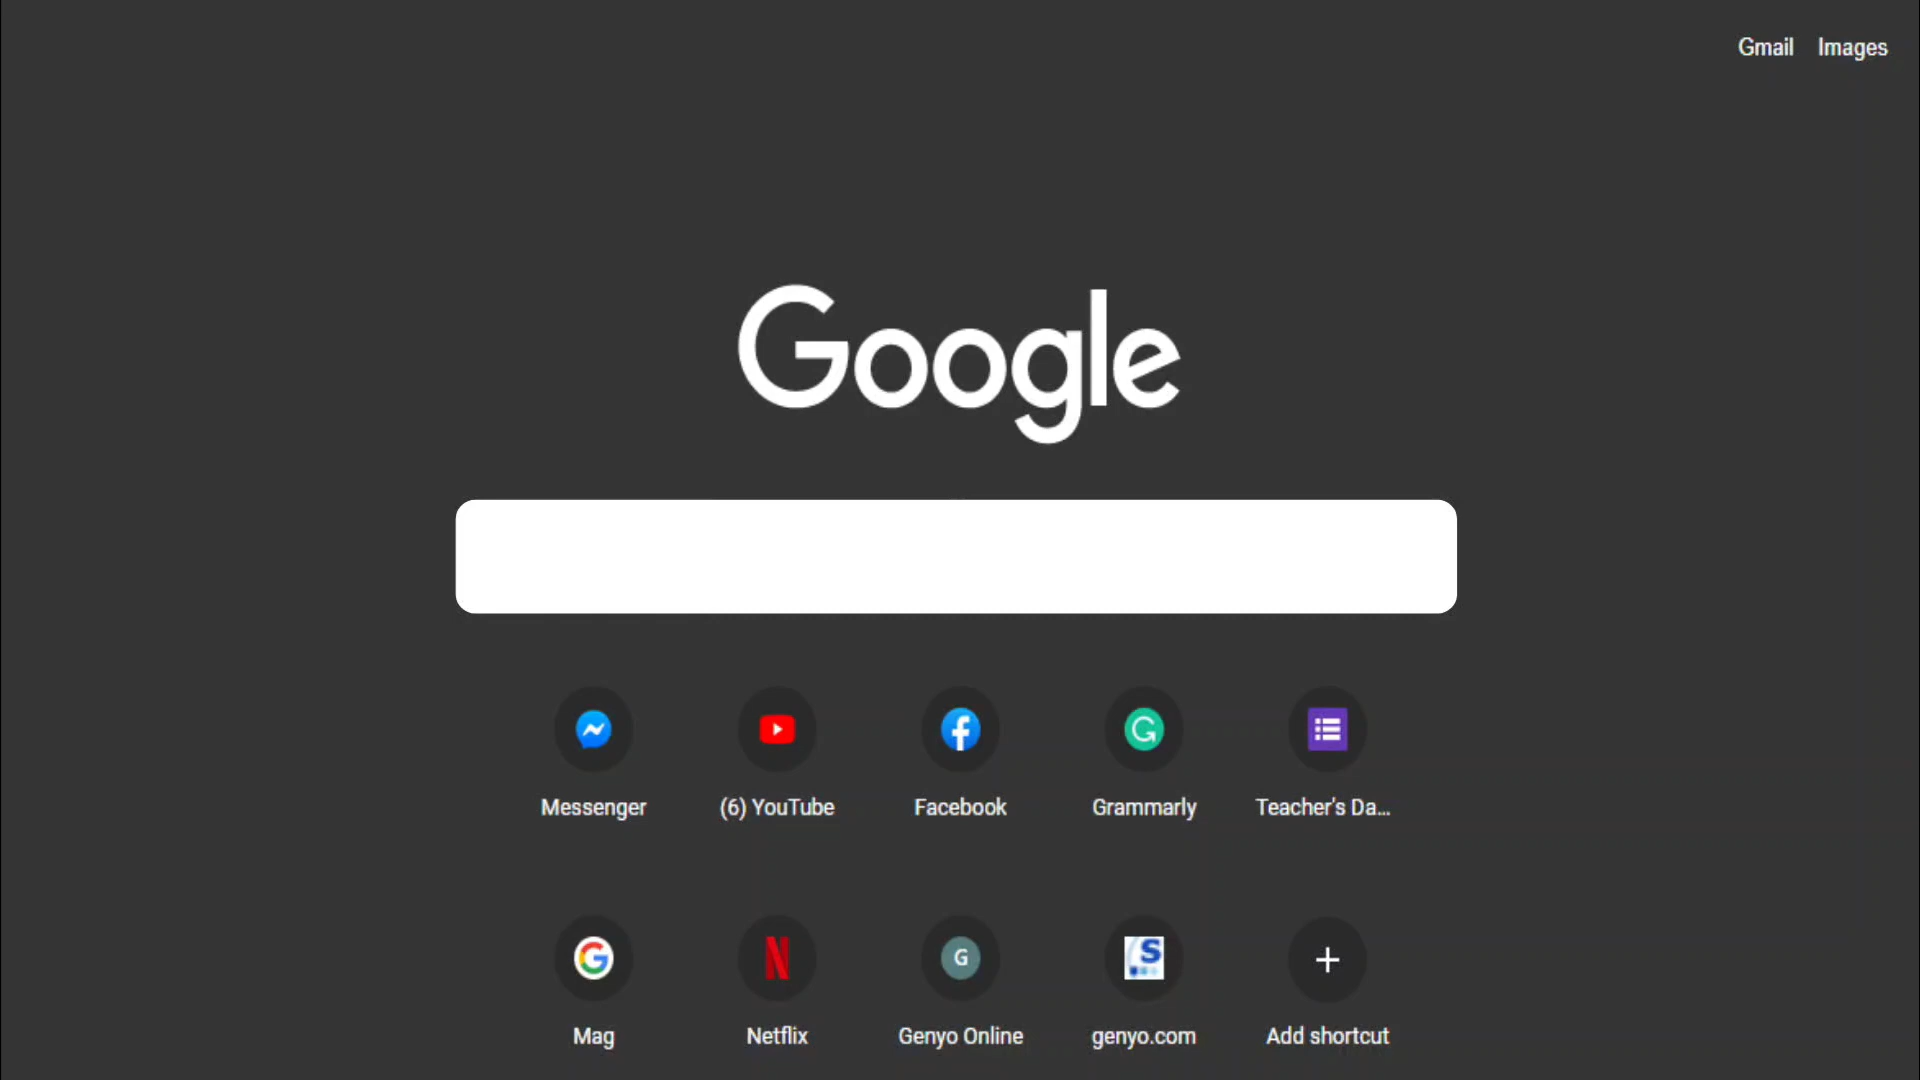 Gmail Images
Google
Messenger (6) YouTube Facebook Grammarly Teacher's Da...
G S
Mag Netflix Genyo Online genyo.com Add shortcut